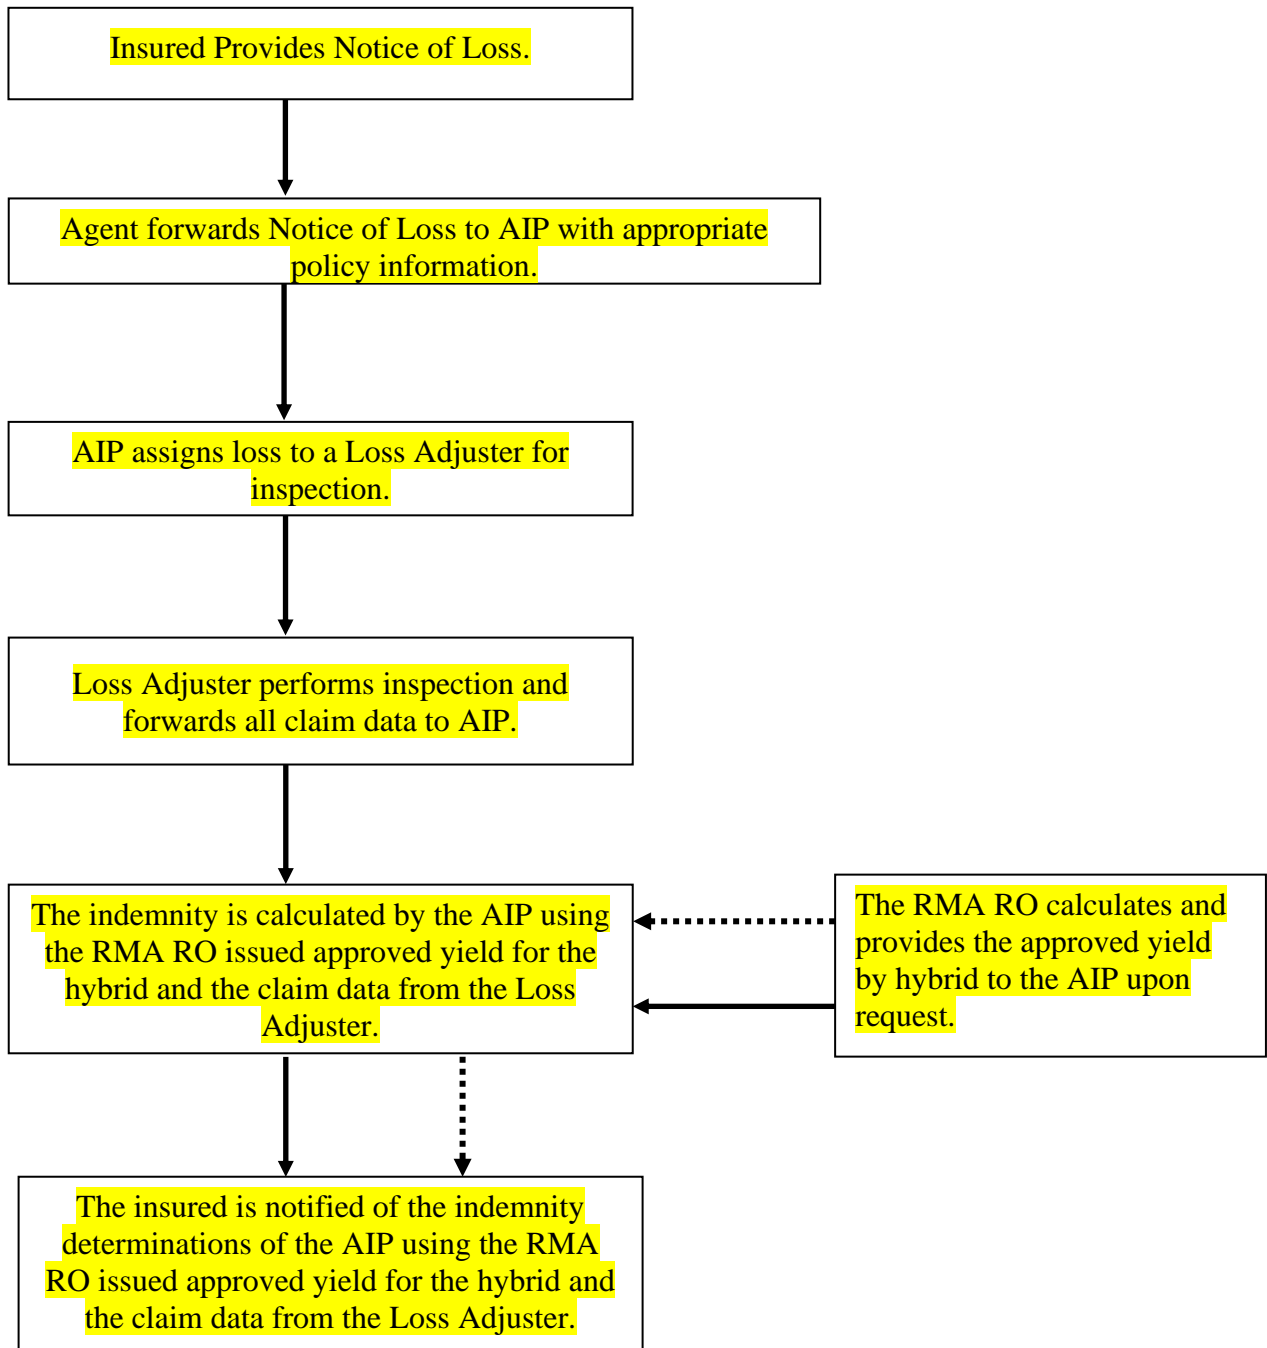 Insured Provides Notice of Loss.
Agent forwards Notice of Loss to AIP with appropriate
policy information.
AIP assigns loss to a Loss Adjuster for
inspection.
Loss Adjuster performs inspection and
forwards all claim data to AIP.
The indemnity is calculated by the AIP using
the RMA RO issued approved yield for the
hybrid and the claim data from the Loss
Adjuster.
The RMA RO calculates and
provides the approved yield
by hybrid to the AIP upon
request.
The insured is notified of the indemnity
determinations of the AIP using the RMA
RO issued approved yield for the hybrid and
the claim data from the Loss Adjuster.